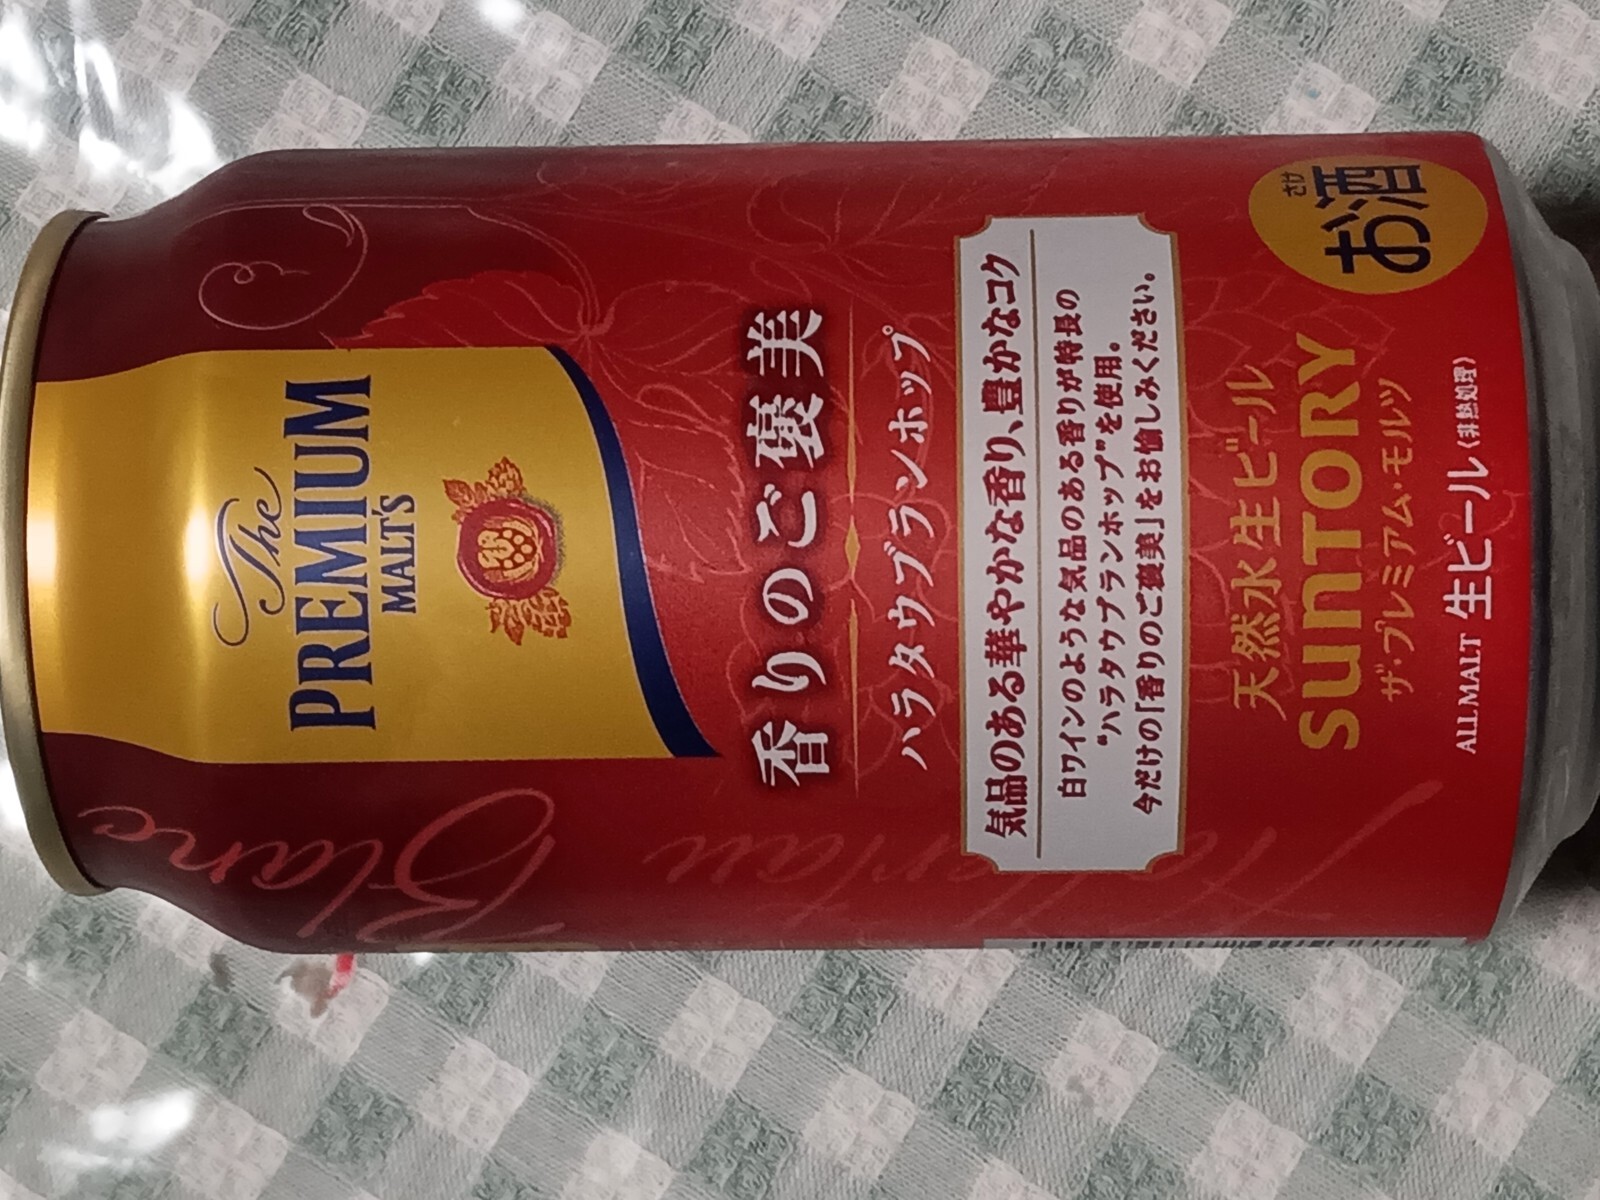 The
PREMIUM
MALT'S
香りのご褒美
ハラタウブランホップ
気品のある華やかな香り、豊かなコク
白ワインのような気品のある香りが特長の
“ハラタウブランホップ”を使用。
今だけの「香りのご褒美」をお愉しみください。
天然水生ビール
SUNTORY
ザ・プレミアム・モルツ
ALL MALT 生ビール〈非熱処理〉
さけ
お酒
Hallertau
Blanc